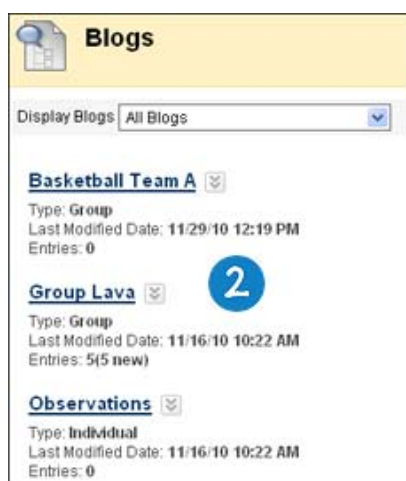 Blogs
Display Blogs All Blogs
Basketball Team A
Type: Group
Last Modified Date: 11/29/10 12:19 PM
Entries: 0
2
Group Lava
Type: Group
Last Modified Date: 11/16/10 10:22 AM
Entries: 5(5 new)
Observations
Type: Individual
Last Modified Date: 11/16/10 10:22 AM
Entries: 0